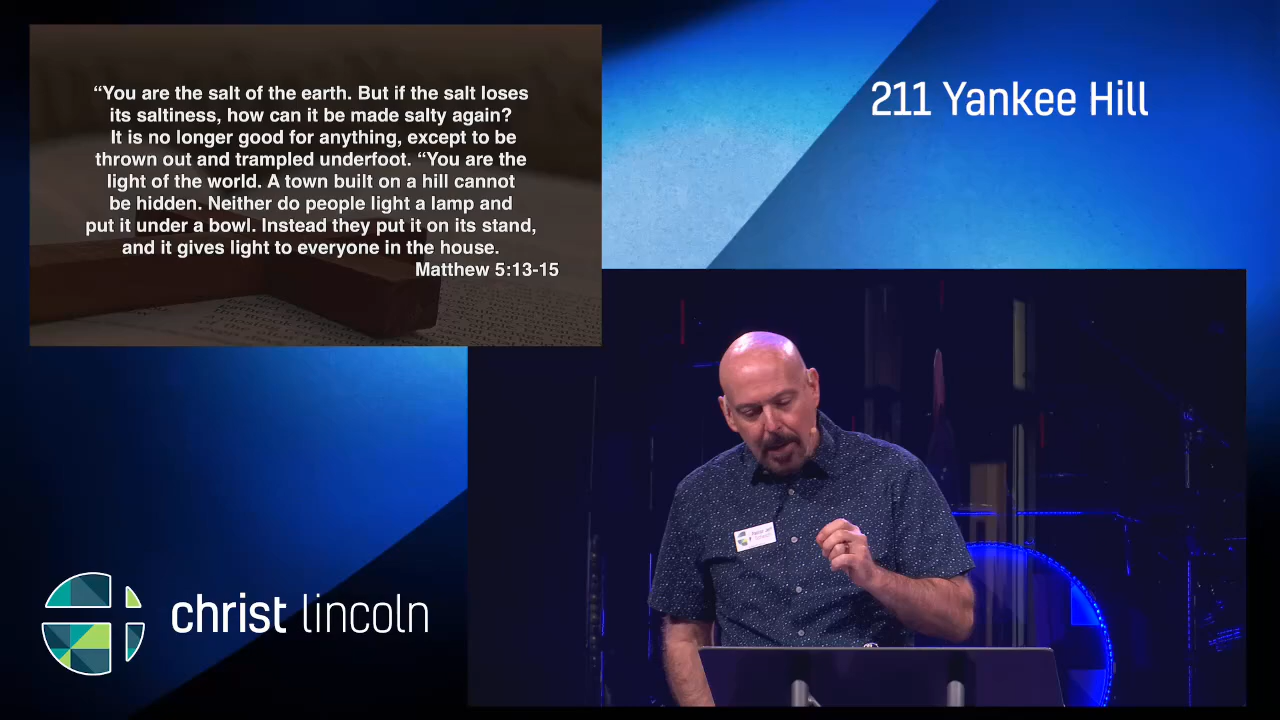 “You are the salt of the earth. But if the salt loses
its saltiness, how can it be made salty again?
It is no longer good for anything, except to be
thrown out and trampled underfoot. “You are the
light of the world. A town built on a hill cannot
be hidden. Neither do people light a lamp and
put it under a bowl. Instead they put it on its stand,
and it gives light to everyone in the house.
Matthew 5:13-15
211 Yankee Hill
christ lincoln